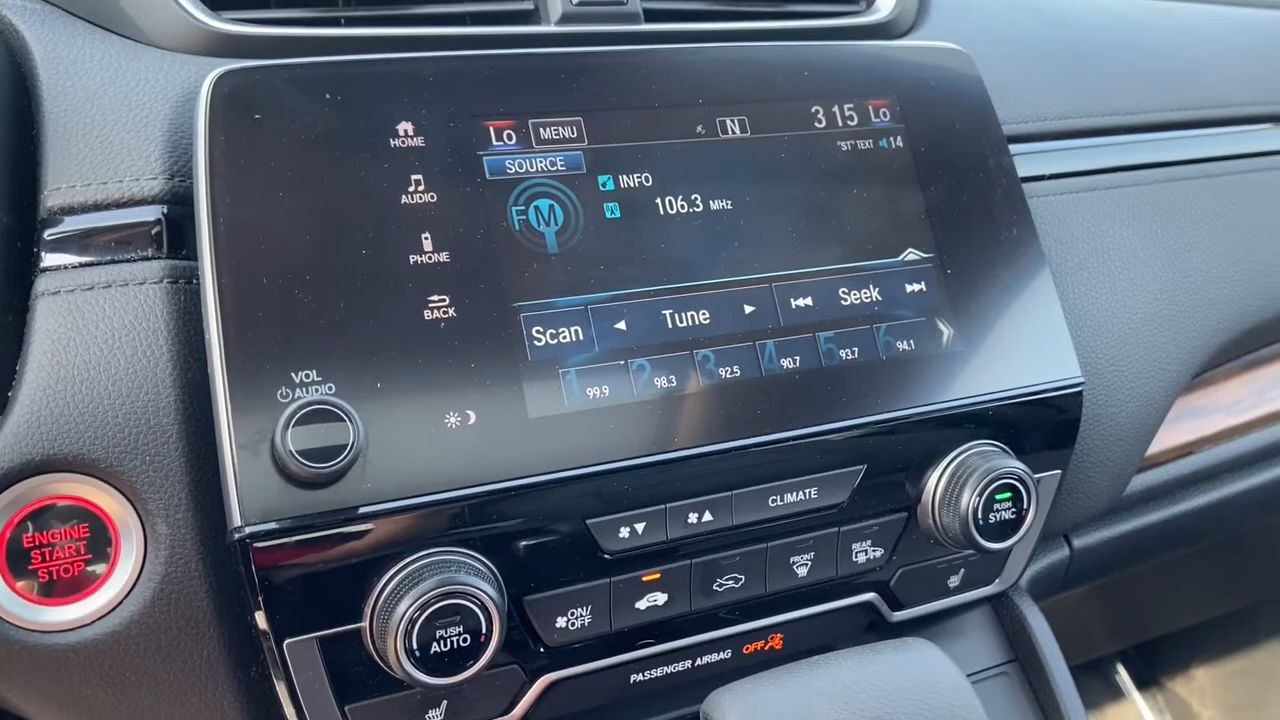 Lo MENU N 3 15 Lo
"ST" TEXT 14
SOURCE
HOME
INFO
FM
106.3 MHz
AUDIO
PHONE
BACK
Scan Tune Seek
1 99.9 2 98.3 3 92.5 4 90.7 5 93.7 6 94.1
VOL
AUDIO
ENGINE
START
STOP
CLIMATE
PUSH
SYNC
ON/
OFF
FRONT
REAR
PUSH
AUTO
PASSENGER AIRBAG OFF